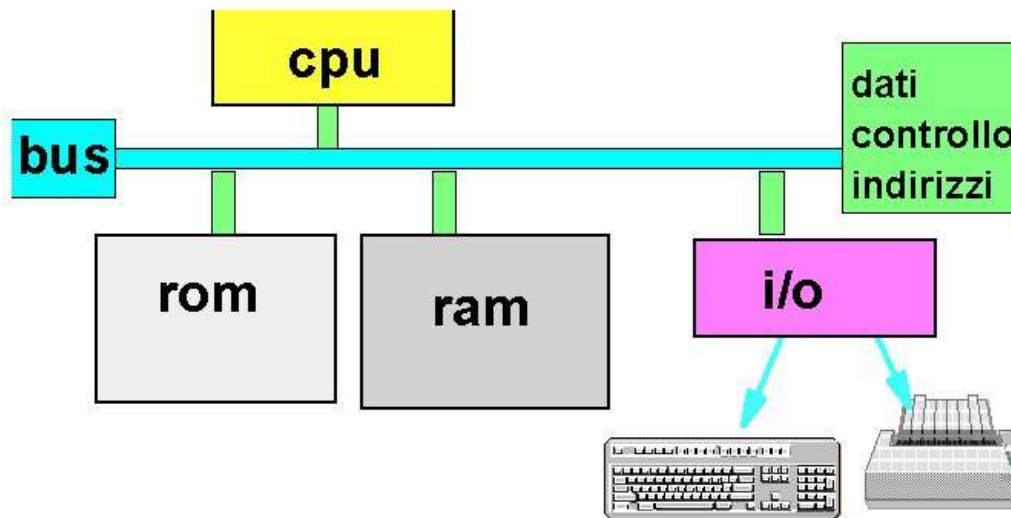 cpu
bus
dati
controllo
indirizzi
rom
ram
i/o